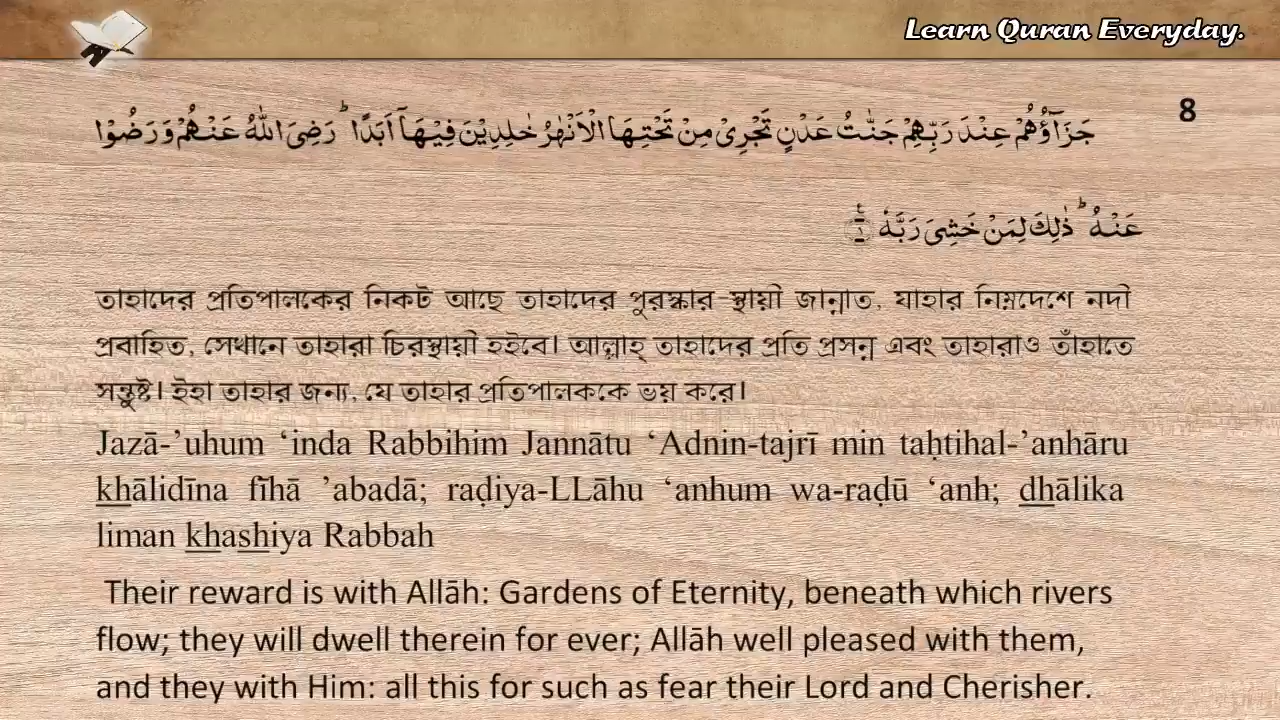 Learn Quran Everyday.
8
جَزَآؤُهُمْ عِنْدَ رَبِّهِمْ جَنّٰتُ عَدْنٍ تَجْرِىْ مِنْ تَحْتِهَا الْاَنْهٰرُ خٰلِدِيْنَ فِيْهَاۤ اَبَدًا ؕ رَضِىَ اللّٰهُ عَنْهُمْ وَرَضُوْا
عَنْهُ ؕ ذٰلِكَ لِمَنْ خَشِىَ رَبَّهٗ
তাহাদের প্রতিপালকের নিকট আছে তাহাদের পুরস্কার-স্থায়ী জান্নাত, যাহার নিম্নদেশে নদী
প্রবাহিত, সেখানে তাহারা চিরস্থায়ী হইবে। আল্লাহ্ তাহাদের প্রতি প্রসন্ন এবং তাহারাও তাঁহাতে
সন্তুষ্ট। ইহা তাহার জন্য, যে তাহার প্রতিপালককে ভয় করে।
Jazā-’uhum ‘inda Rabbihim Jannātu ‘Adnin-tajrī min taḥtihal-’anhāru
khālidīna fīhā ’abadā; raḍiya-LLāhu ‘anhum wa-raḍū ‘anh; dhālika
liman khashiya Rabbah
Their reward is with Allāh: Gardens of Eternity, beneath which rivers
flow; they will dwell therein for ever; Allāh well pleased with them,
and they with Him: all this for such as fear their Lord and Cherisher.